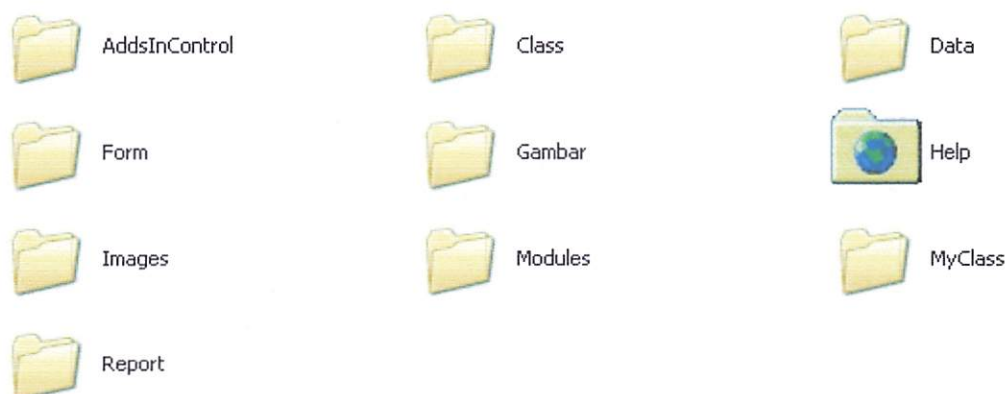 AddsInControl
Class
Data
Form
Gambar
Help
Images
Modules
MyClass
Report